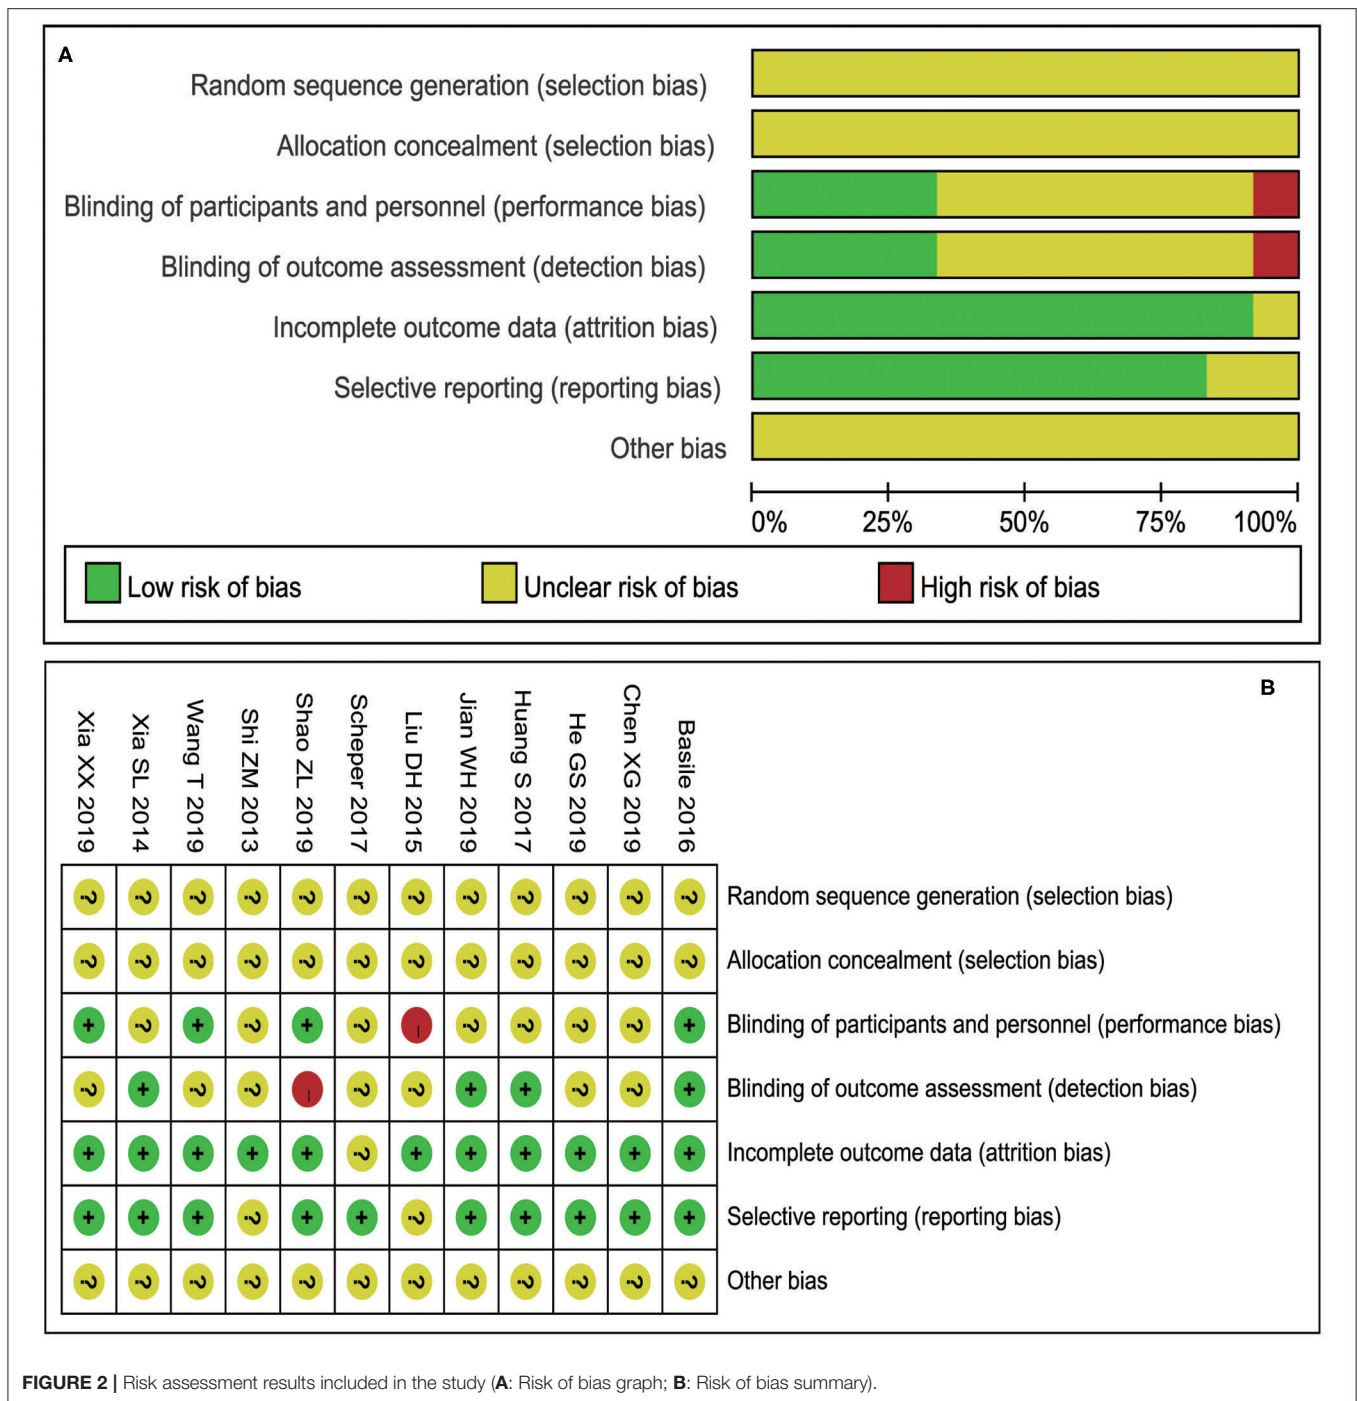 A
Random sequence generation (selection bias)
Allocation concealment (selection bias)
Blinding of participants and personnel (performance bias)
Blinding of outcome assessment (detection bias)
Incomplete outcome data (attrition bias)
Selective reporting (reporting bias)
Other bias
0% 25% 50% 75% 100%
Low risk of bias Unclear risk of bias High risk of bias
B
Xia XX 2019
Xia SL 2014
Wang T 2019
Shi ZM 2013
Shao ZL 2019
Scheper 2017
Liu DH 2015
Jian WH 2019
Huang S 2017
He GS 2019
Chen XG 2019
Basile 2016
? ? ? ? ? ? ? ? ? ? ? ? Random sequence generation (selection bias)
? ? ? ? ? ? ? ? ? ? ? ? Allocation concealment (selection bias)
+ ? + ? + ? – ? ? ? ? + Blinding of participants and personnel (performance bias)
? + ? ? – ? ? + + ? ? + Blinding of outcome assessment (detection bias)
+ + + + + ? + + + + + + Incomplete outcome data (attrition bias)
+ + + ? + + ? + + + + + Selective reporting (reporting bias)
? ? ? ? ? ? ? ? ? ? ? ? Other bias
FIGURE 2 | Risk assessment results included in the study (A: Risk of bias graph; B: Risk of bias summary).